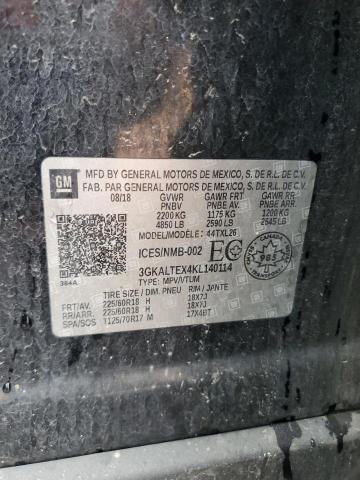 GM
MFD BY GENERAL MOTORS DE MEXICO, S. DE R.L. DE C.V.
FAB. PAR GENERAL MOTORS DE MEXICO, S. DE R.L. DE C.V.
08/18 GVWR GAWR FRT GAWR RR
PNBV PNBE AV PNBE ARR
2200 KG 1175 KG 1200 KG
4850 LB 2590 LB 2645 LB
MODEL/MODÈLE: 44TXL26
ICES/NMB-002 EC
CANADA
985
3GKALTEX4KL140114
384A TYPE: MPV/VTUM
TIRE SIZE / DIM. PNEU RIM / JANTE
FRT/AV. 225/60R18 H 18X7J
RR/ARR. 225/60R18 H 18X7J
SPA/SOS T125/70R17 M 17X4BT